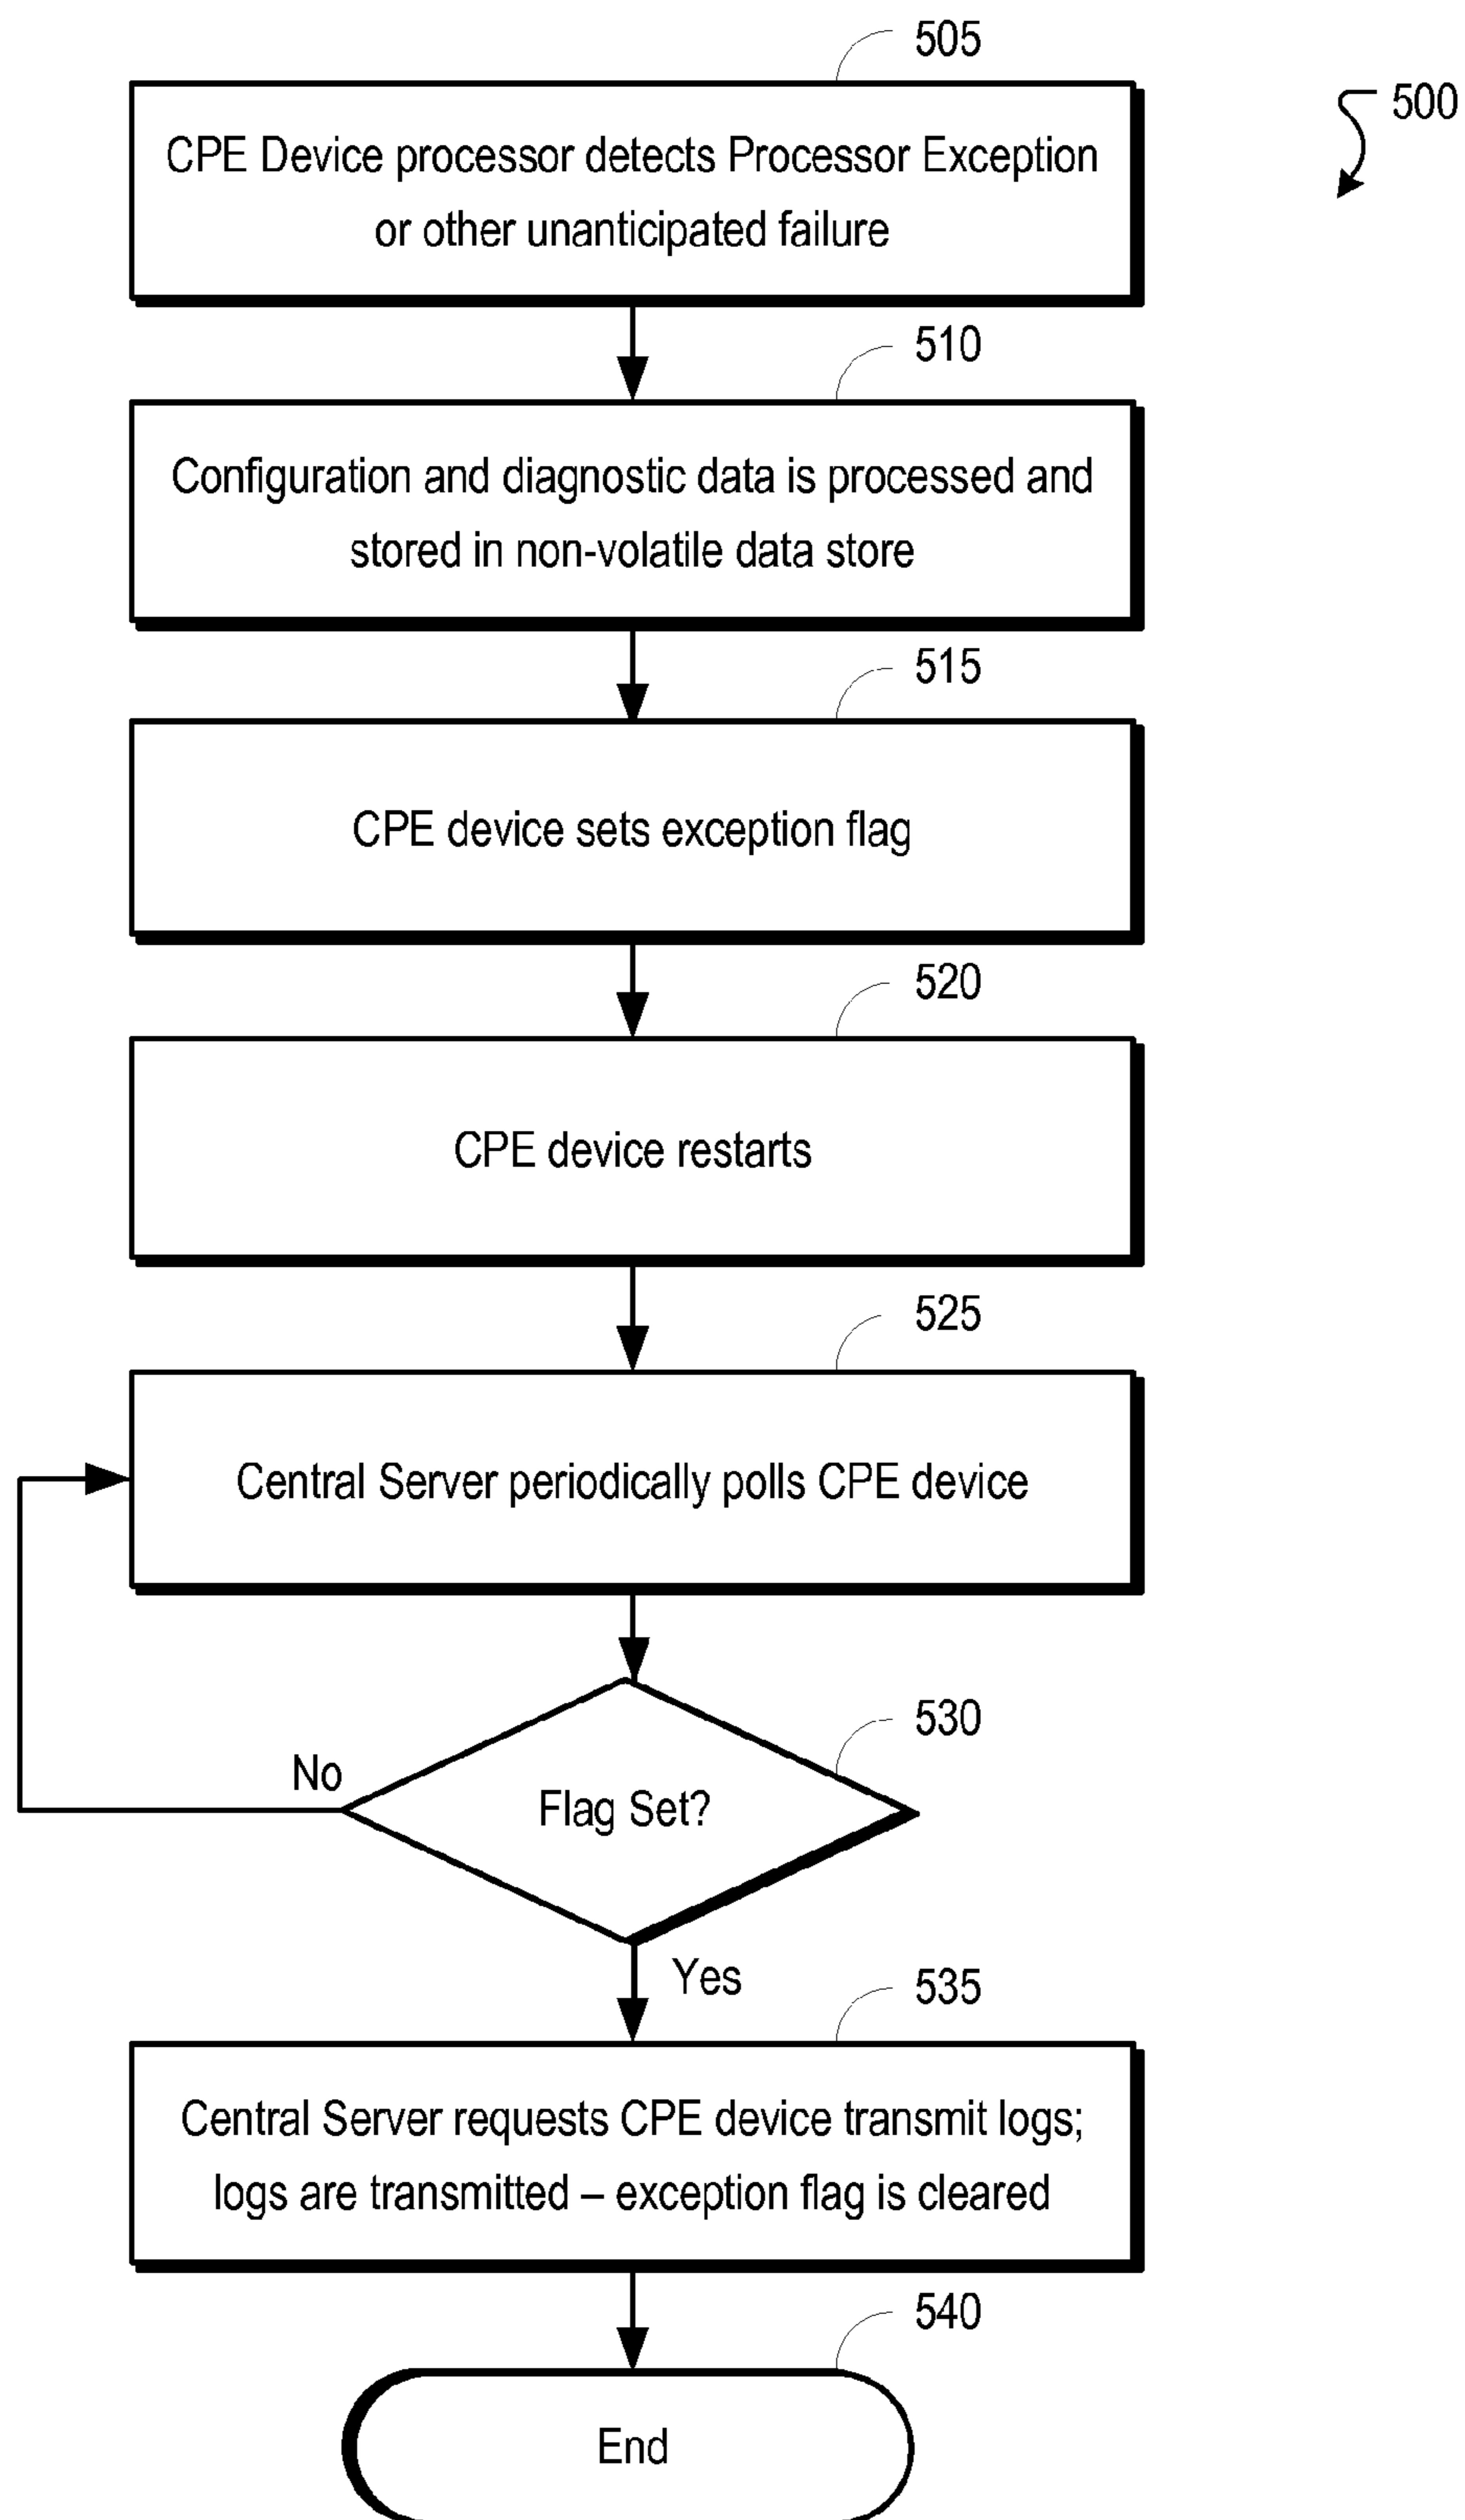 505
500
CPE Device processor detects Processor Exception
or other unanticipated failure
510
Configuration and diagnostic data is processed and
stored in non-volatile data store
515
CPE device sets exception flag
520
CPE device restarts
525
Central Server periodically polls CPE device
530
No
Flag Set?
Yes
535
Central Server requests CPE device transmit logs;
logs are transmitted – exception flag is cleared
540
End